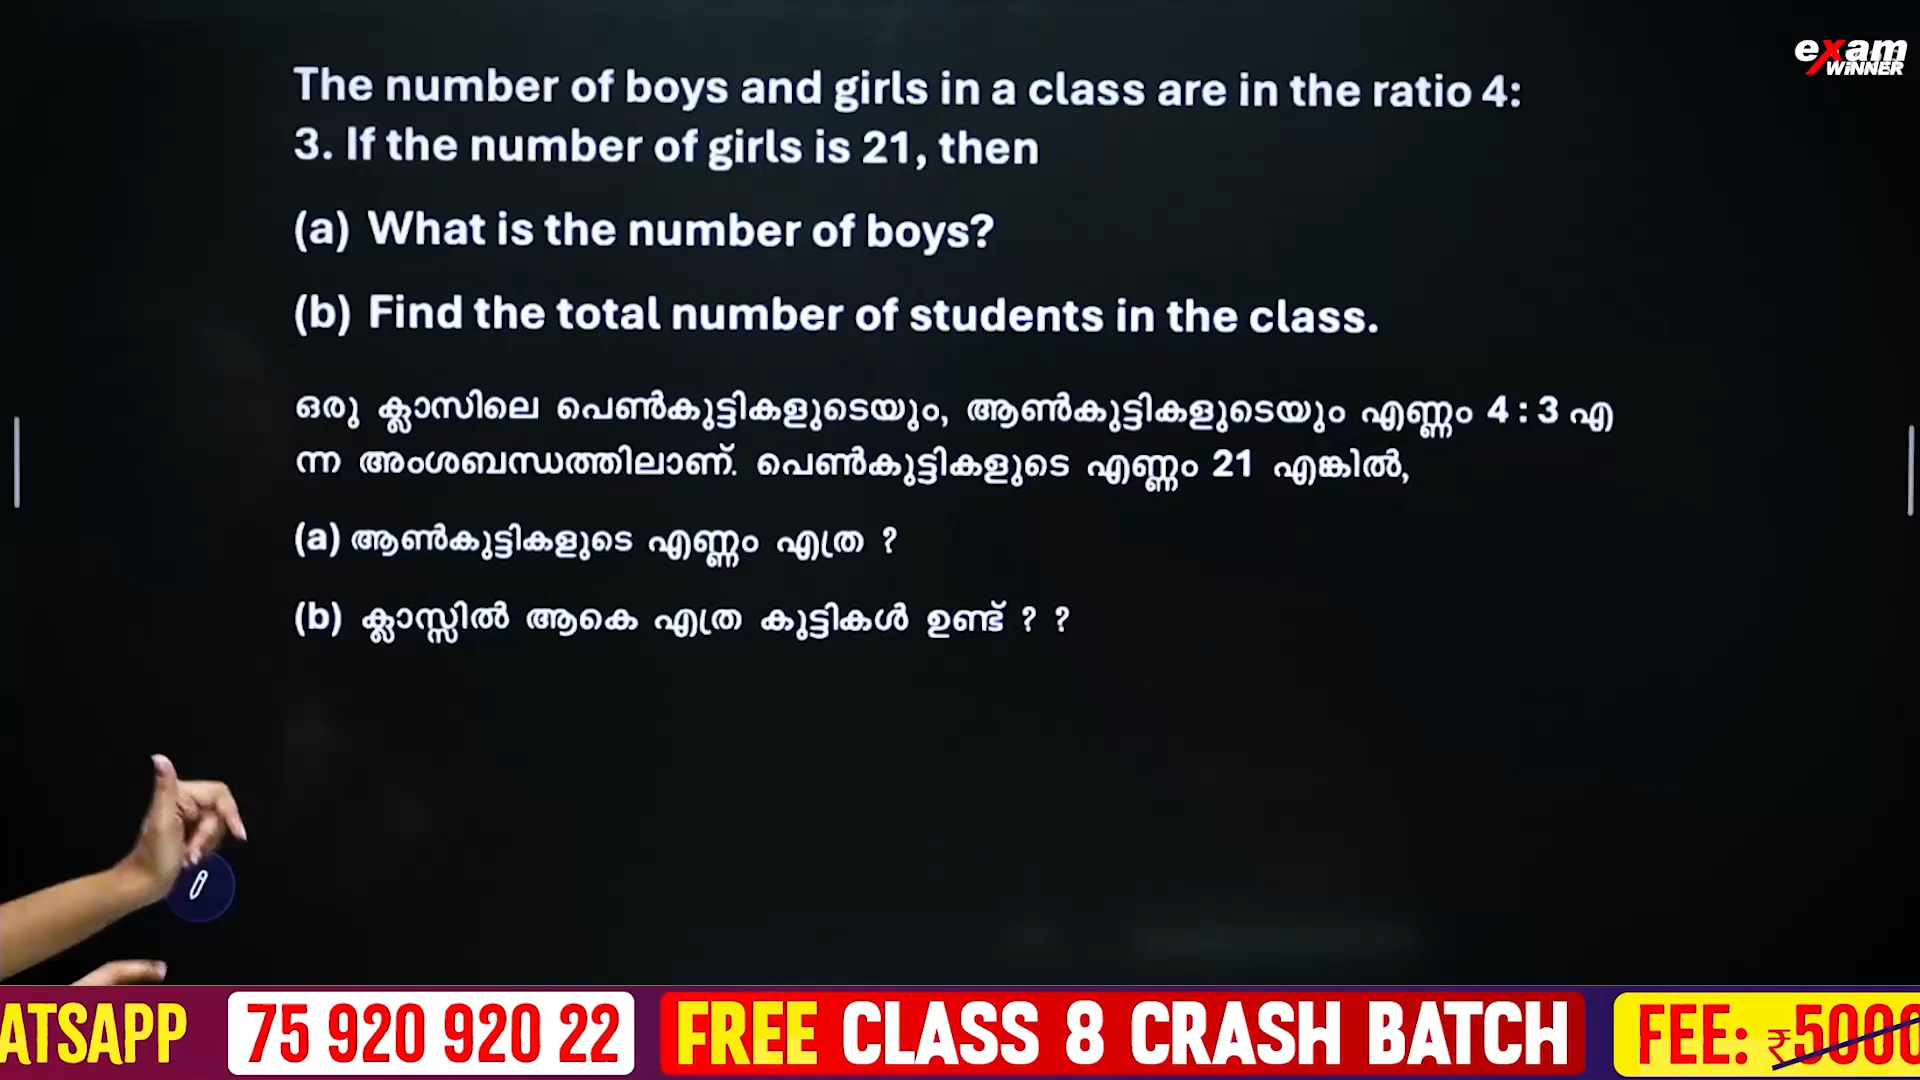 exam
WINNER
The number of boys and girls in a class are in the ratio 4:
3. If the number of girls is 21, then
(a) What is the number of boys?
(b) Find the total number of students in the class.
ഒരു ക്ലാസിലെ പെൺകുട്ടികളുടെയും, ആൺകുട്ടികളുടെയും എണ്ണം 4 : 3 എ
ന്ന അംശബന്ധത്തിലാണ്. പെൺകുട്ടികളുടെ എണ്ണം 21 എങ്കിൽ,
(a) ആൺകുട്ടികളുടെ എണ്ണം എത്ര ?
(b) ക്ലാസ്സിൽ ആകെ എത്ര കുട്ടികൾ ഉണ്ട് ? ?
ATSAPP 75 920 920 22 FREE CLASS 8 CRASH BATCH FEE: ₹5000